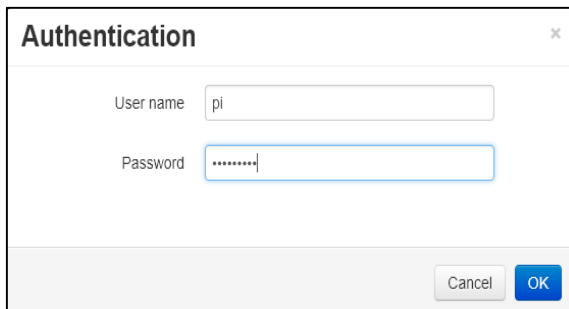 Authentication ×
User name pi
Password •••••••••
Cancel OK